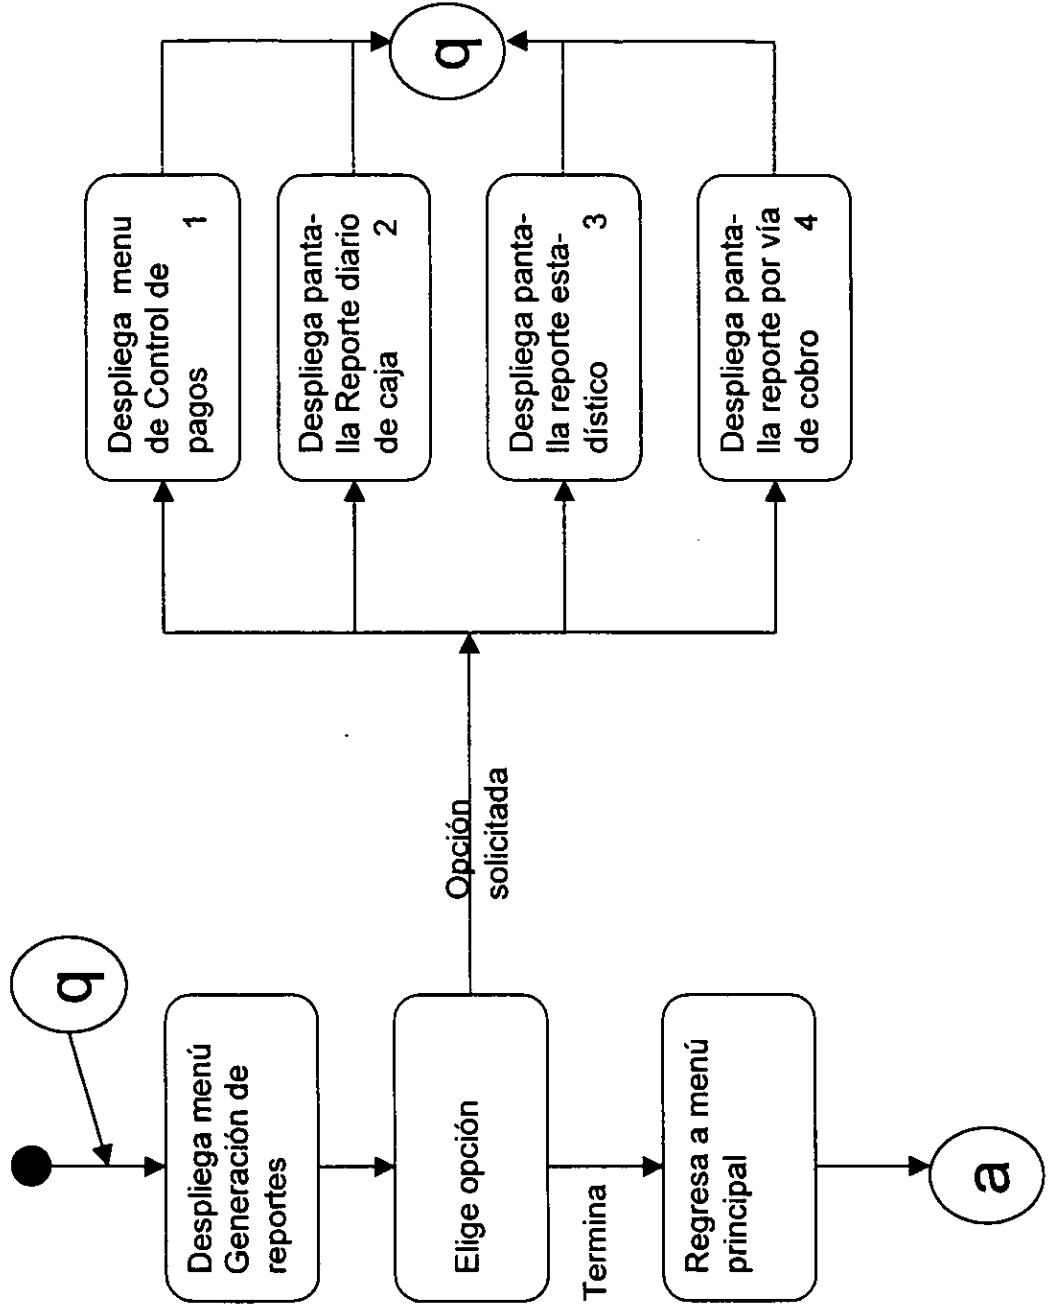 q
Despliega menú
Generación de
reportes
Elige opción
Termina
Regresa a menú
principal
a
Opción
solicitada
Despliega menu
de Control de
pagos 1
Despliega panta-
lla Reporte diario
de caja 2
Despliega panta-
lla reporte esta-
dístico 3
Despliega panta-
lla reporte por vía
de cobro 4
q